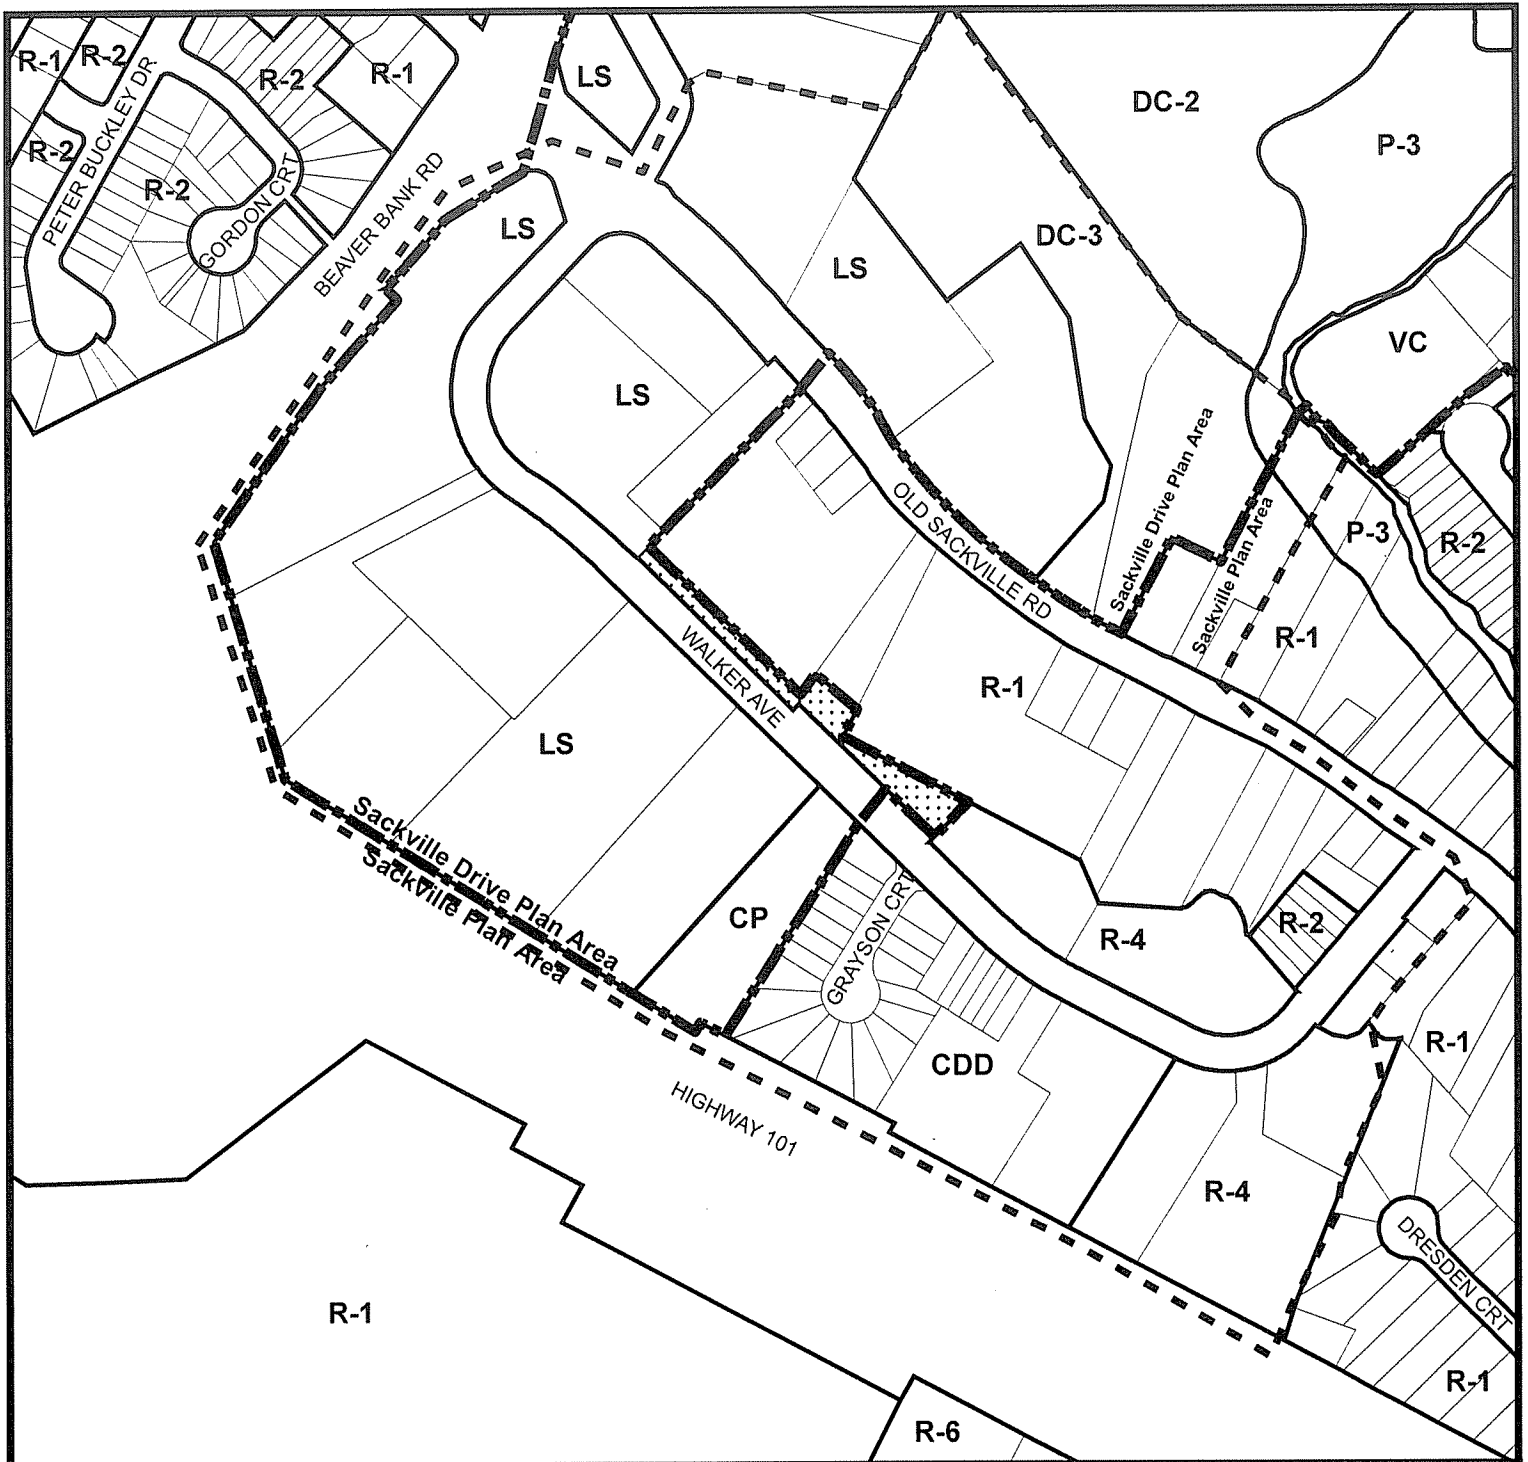 R-1
R-2
R-2
R-1
LS
DC-2
P-3
R-2
R-2
PETER BUCKLEY DR
GORDON CRT
BEAVER BANK RD
LS
LS
DC-3
VC
LS
Sackville Drive Plan Area
Sackville Plan Area
OLD SACKVILLE RD
P-3
R-2
R-1
WALKER AVE
R-1
LS
Sackville Drive Plan Area
Sackville Plan Area
CP
GRAYSON CRT
R-4
R-2
CDD
R-1
HIGHWAY 101
R-4
DRESDEN CRT
R-1
R-1
R-6